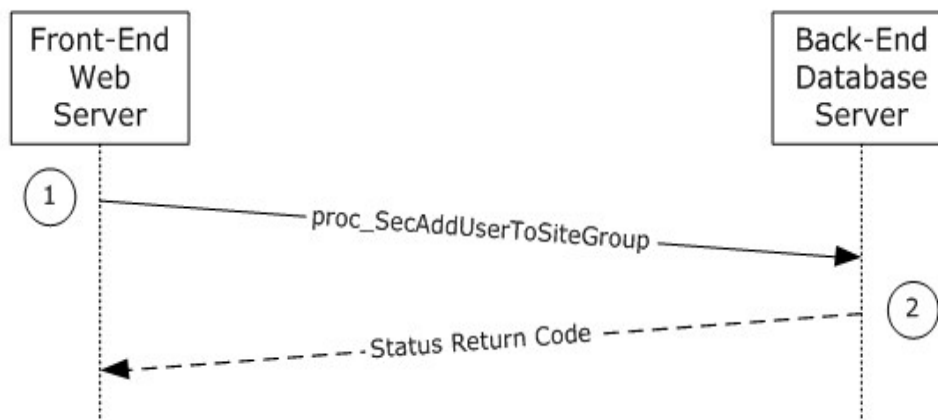 Front-End
Web
Server
Back-End
Database
Server
1
proc_SecAddUserToSiteGroup
2
Status Return Code